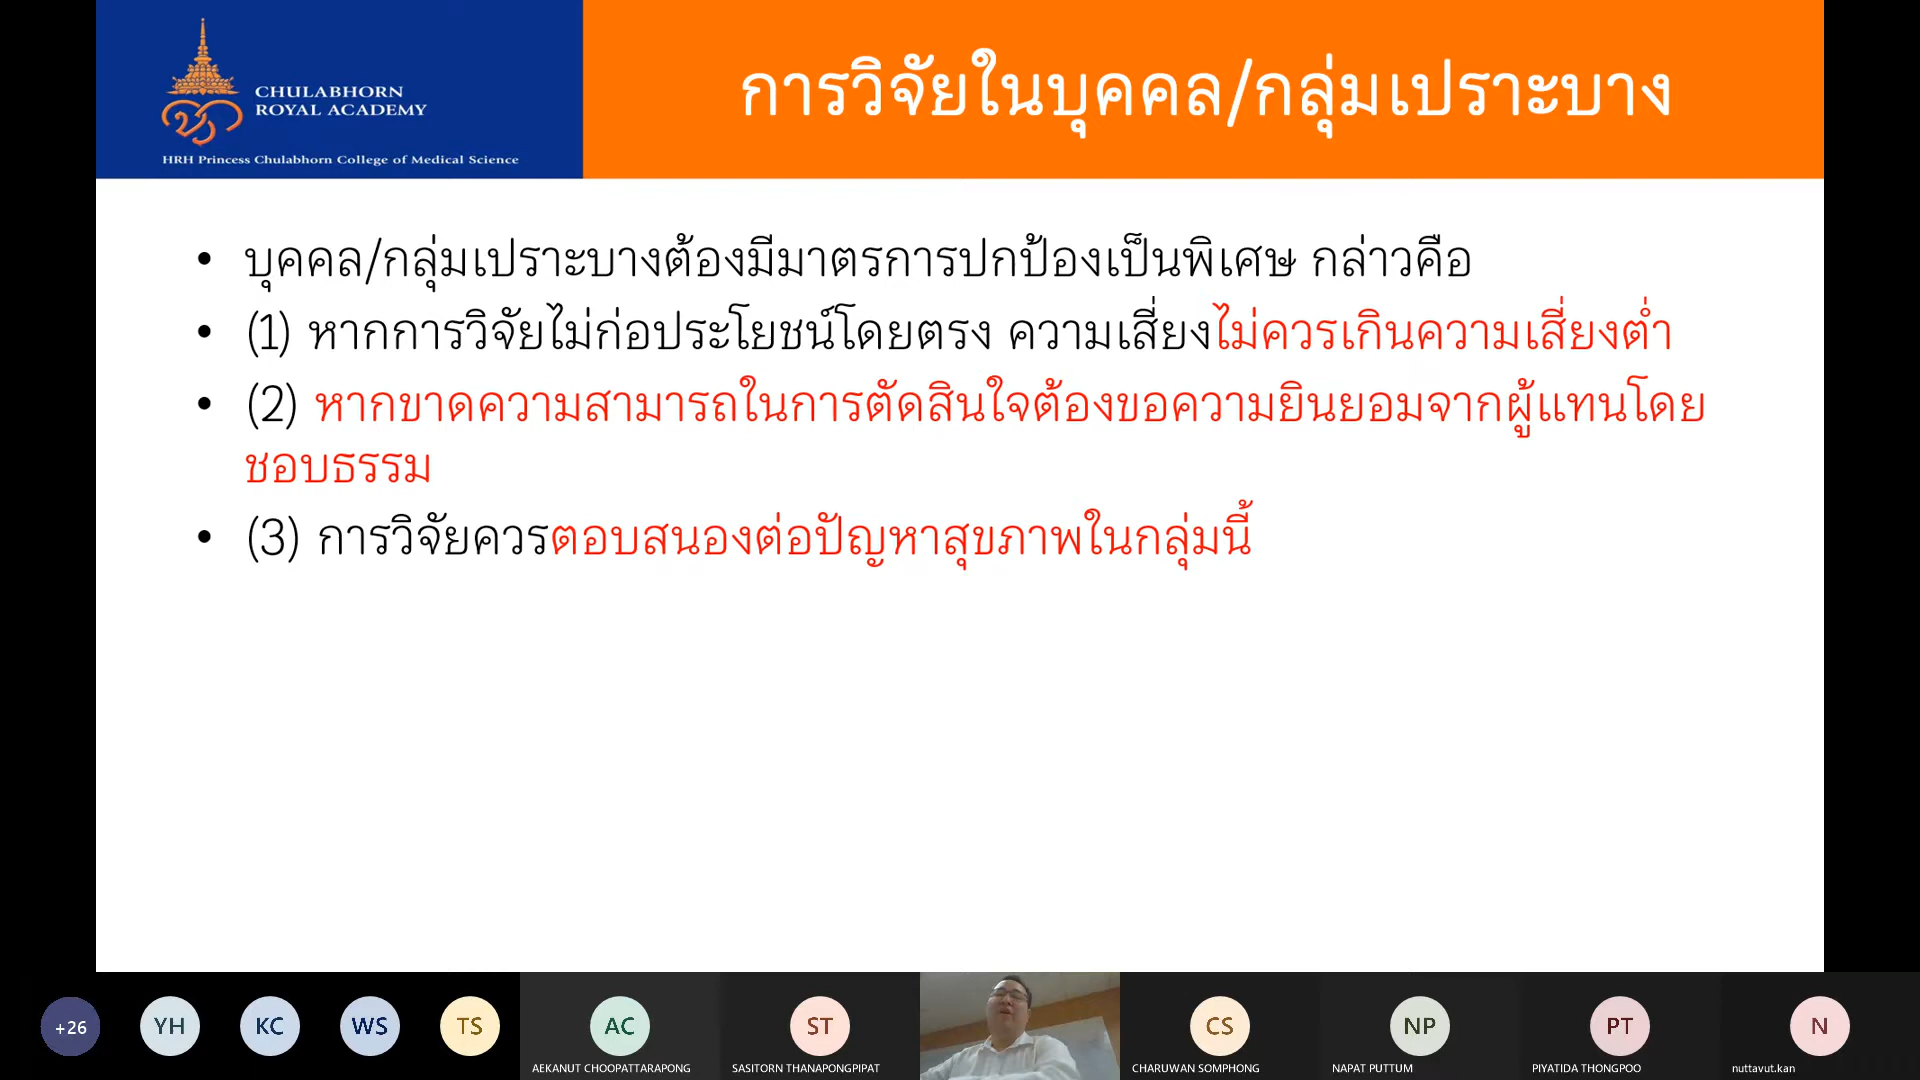 CHULABHORN
ROYAL ACADEMY
HRH Princess Chulabhorn College of Medical Science
การวิจัยในบุคคล/กลุ่มเปราะบาง
• บุคคล/กลุ่มเปราะบางต้องมีมาตรการปกป้องเป็นพิเศษ กล่าวคือ
• (1) หากการวิจัยไม่ก่อประโยชน์โดยตรง ความเสี่ยงไม่ควรเกินความเสี่ยงต่ำ
• (2) หากขาดความสามารถในการตัดสินใจต้องขอความยินยอมจากผู้แทนโดย
ชอบธรรม
• (3) การวิจัยควรตอบสนองต่อปัญหาสุขภาพในกลุ่มนี้
+26 YH KC WS TS AC ST CS NP PT N
AEKANUT CHOOPATTARAPONG SASITORN THANAPONGPIPAT CHARUWAN SOMPHONG NAPAT PUTTUM PIYATIDA THONGPOO nuttavut.kan